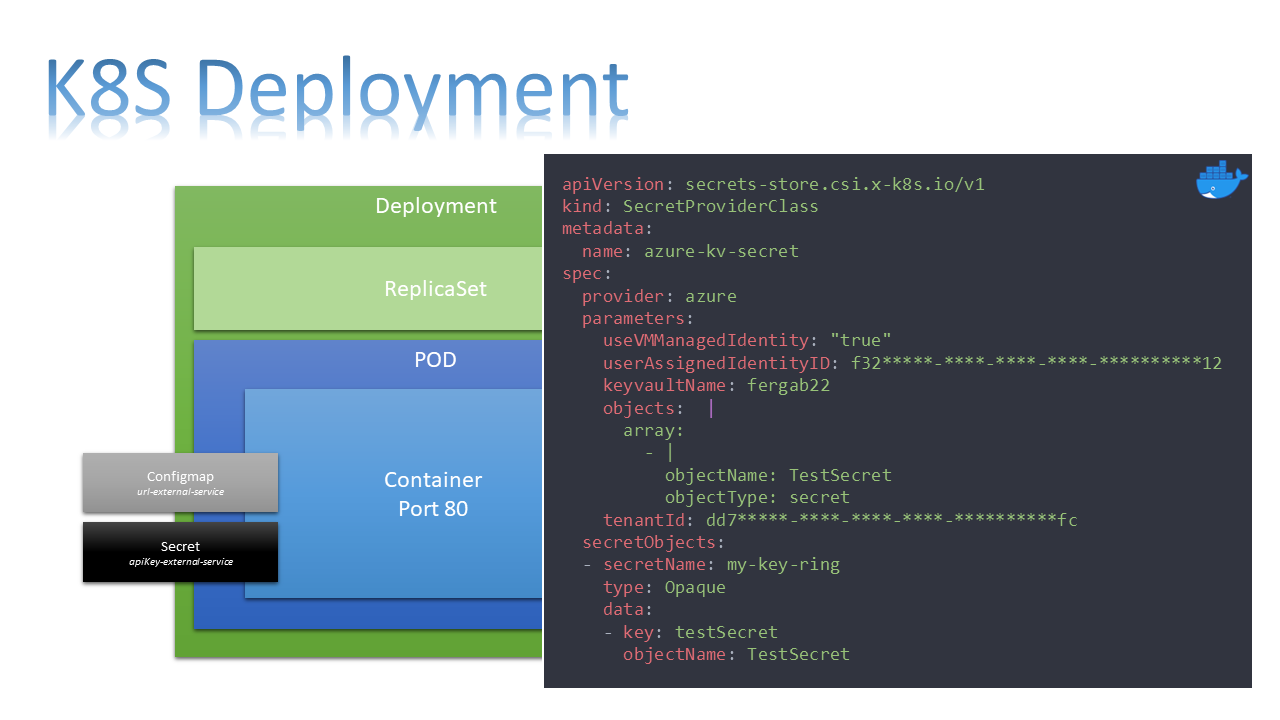 K8S Deployment
Deployment
ReplicaSet
POD
Container
Port 80
Configmap
url-external-service
Secret
apiKey-external-service
apiVersion: secrets-store.csi.x-k8s.io/v1
kind: SecretProviderClass
metadata:
  name: azure-kv-secret
spec:
  provider: azure
  parameters:
    useVMManagedIdentity: "true"
    userAssignedIdentityID: f32*****-****-****-****-**********12
    keyvaultName: fergab22
    objects:  |
      array:
        - |
          objectName: TestSecret
          objectType: secret
    tenantId: dd7*****-****-****-****-**********fc
  secretObjects:
  - secretName: my-key-ring
    type: Opaque
    data:
    - key: testSecret
      objectName: TestSecret